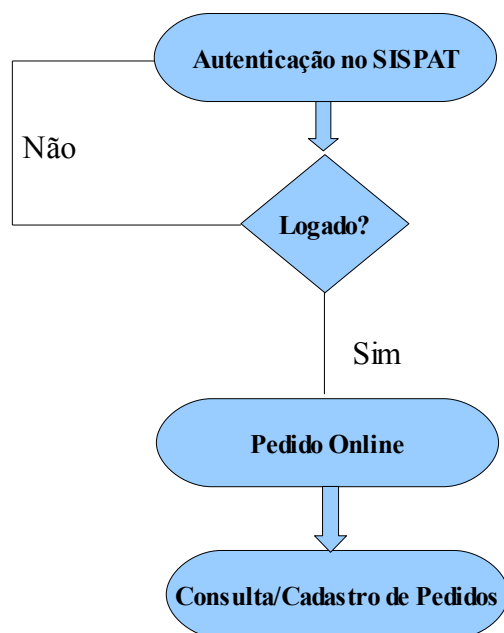 Autenticação no SISPAT
Não
Logado?
Sim
Pedido Online
Consulta/Cadastro de Pedidos